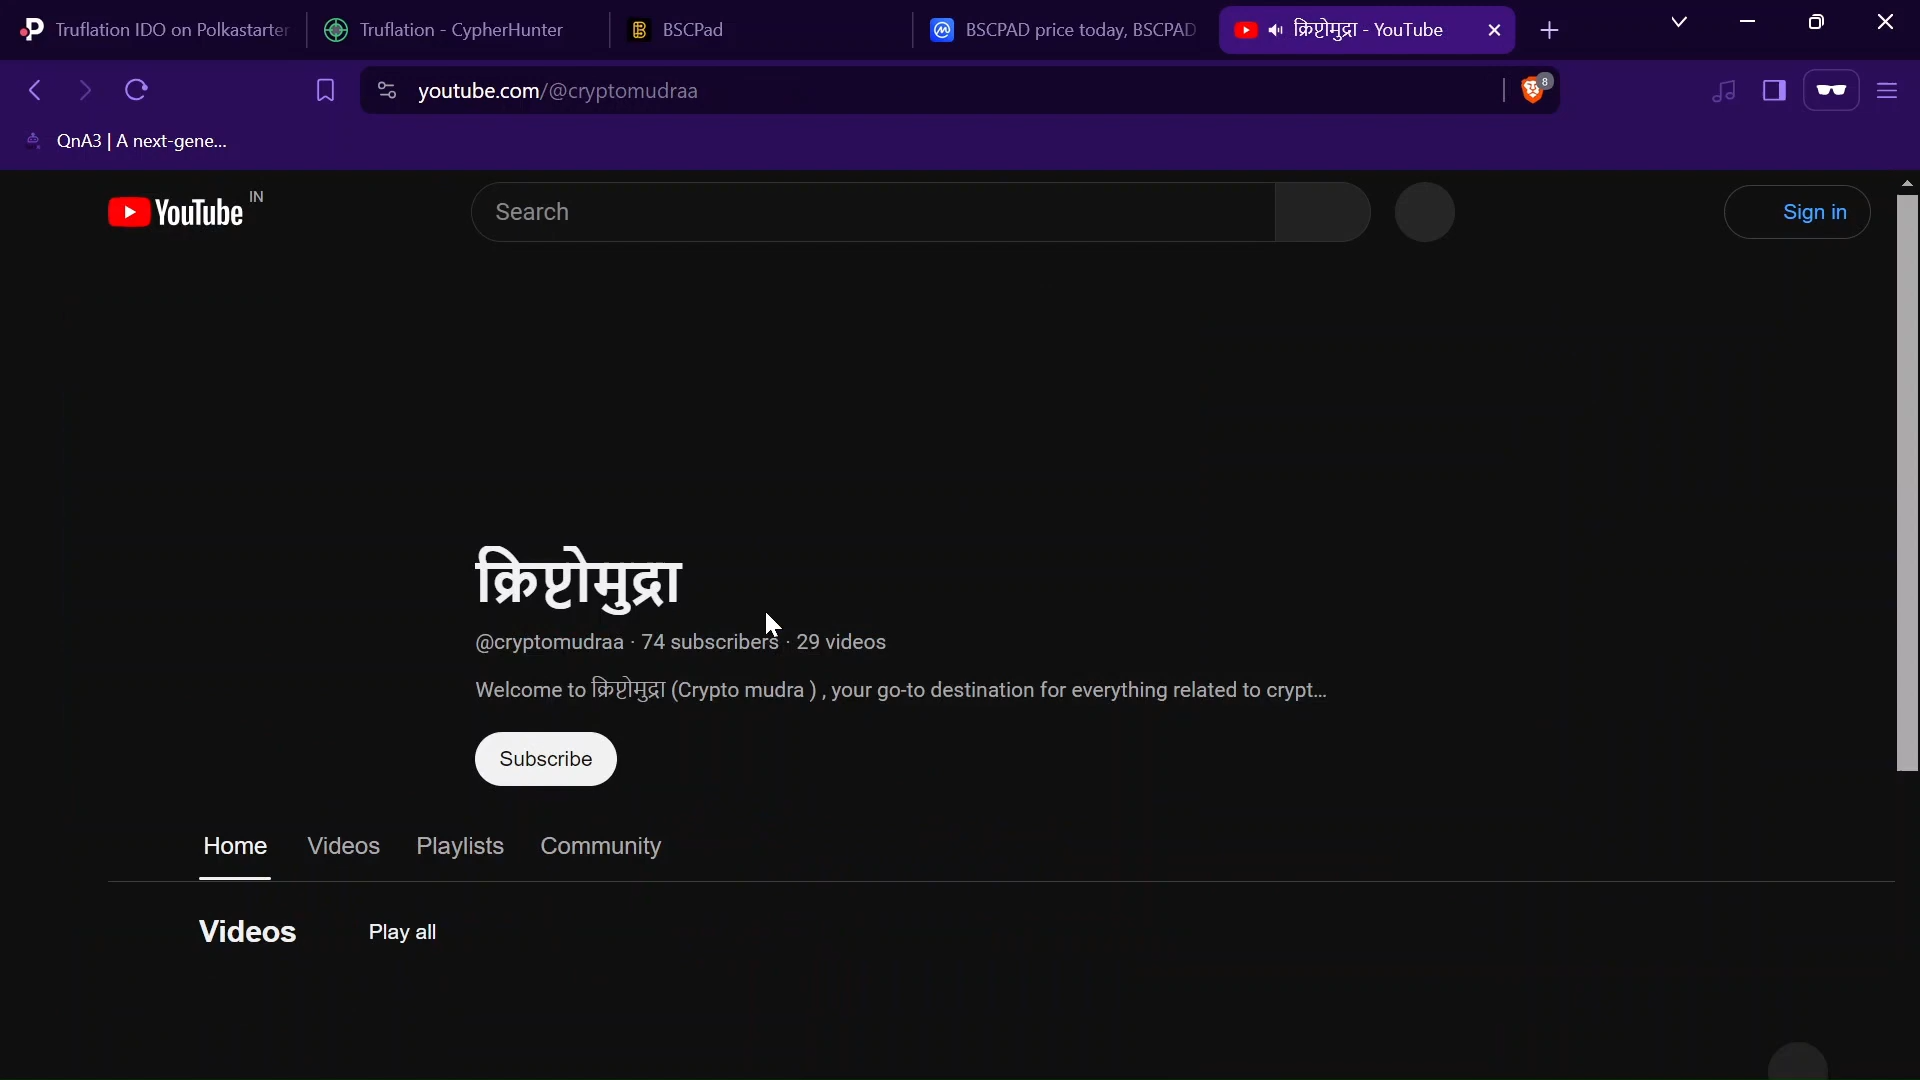 Truflation IDO on Polkastarter
Truflation - CypherHunter
BSCPad
BSCPAD price today, BSCPAD
क्रिप्टोमुद्रा - YouTube
youtube.com/@cryptomudraa
8
QnA3 | A next-gene...
YouTube IN
Search
Sign in
क्रिप्टोमुद्रा
@cryptomudraa · 74 subscribers · 29 videos
Welcome to क्रिप्टोमुद्रा (Crypto mudra ) , your go-to destination for everything related to crypt...
Subscribe
Home Videos Playlists Community
Videos Play all